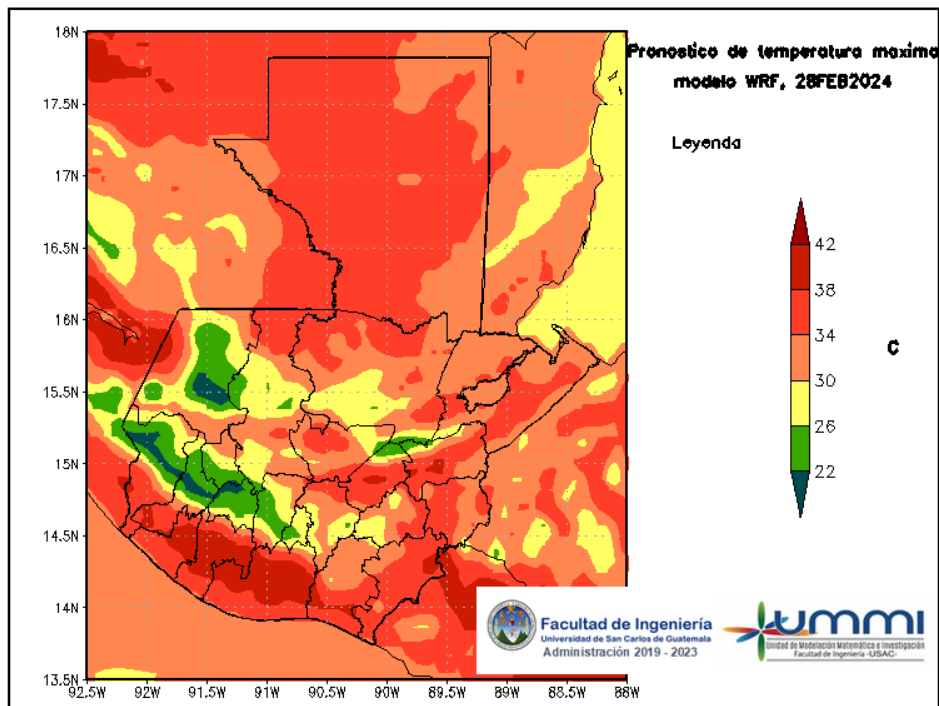 Pronostico de temperatura maxima
modelo WRF, 28FEB2024
Leyenda
42
38
34
30
26
22
C
18N
17.5N
17N
16.5N
16N
15.5N
15N
14.5N
14N
13.5N
92.5W
92W
91.5W
91W
90.5W
90W
89.5W
89W
88.5W
88W
Facultad de Ingeniería
Universidad de San Carlos de Guatemala
Administración 2019 - 2023
UMMI
Unidad de Modelación Matemática e Investigación
Facultad de Ingeniería -USAC-